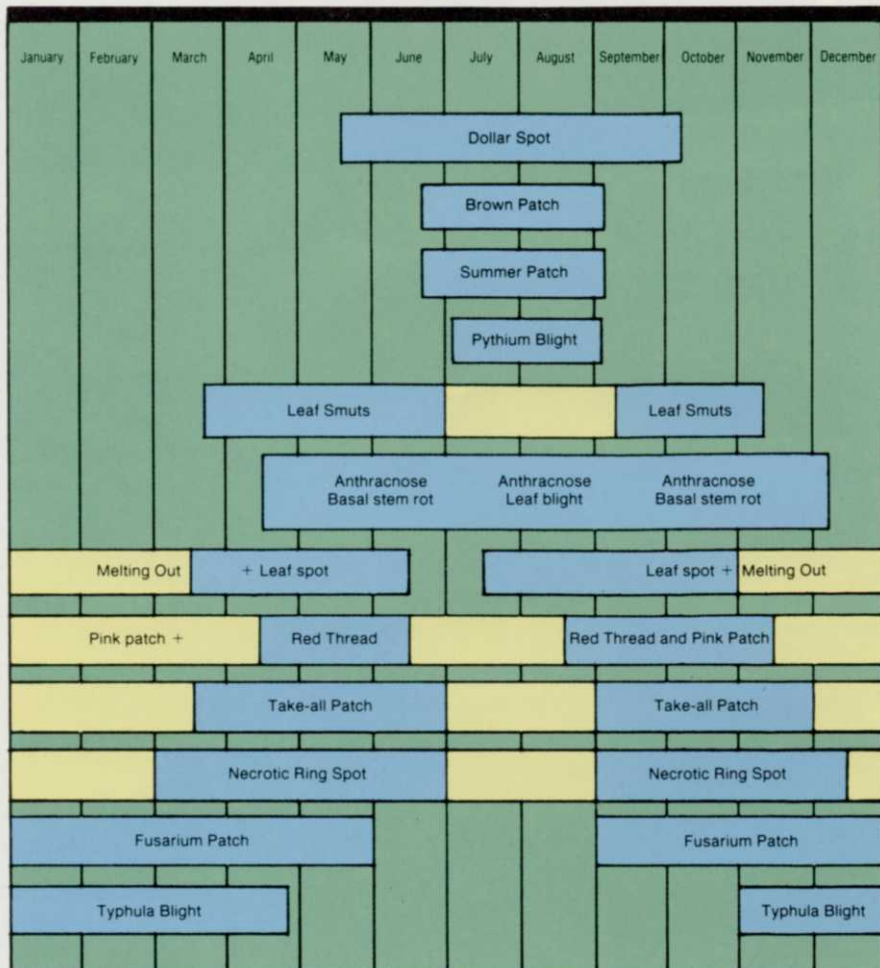 January February March April May June July August September October November December
Dollar Spot
Brown Patch
Summer Patch
Pythium Blight
Leaf Smuts Leaf Smuts
Anthracnose Anthracnose Anthracnose
Basal stem rot Leaf blight Basal stem rot
Melting Out + Leaf spot Leaf spot + Melting Out
Pink patch + Red Thread Red Thread and Pink Patch
Take-all Patch Take-all Patch
Necrotic Ring Spot Necrotic Ring Spot
Fusarium Patch Fusarium Patch
Typhula Blight Typhula Blight